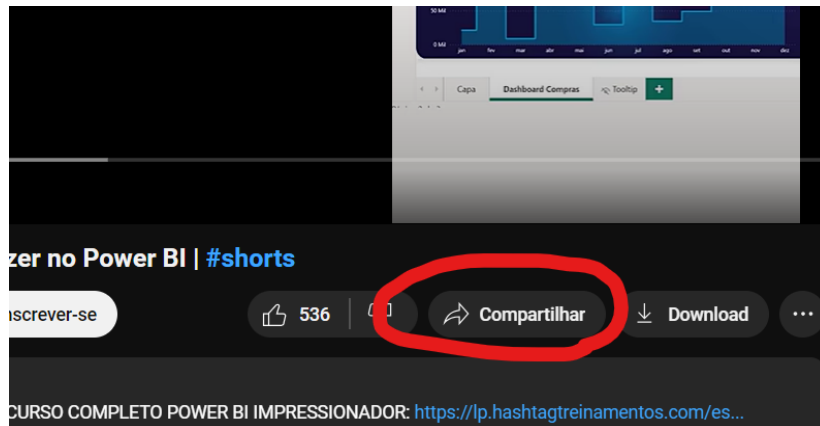 50 Mil
0 Mil
jan fev mar abr mai jun jul ago set out nov dez
Capa Dashboard Compras Tooltip +
zer no Power BI | #shorts
nscrever-se 536 Compartilhar Download ...
CURSO COMPLETO POWER BI IMPRESSIONADOR: https://lp.hashtagtreinamentos.com/es...